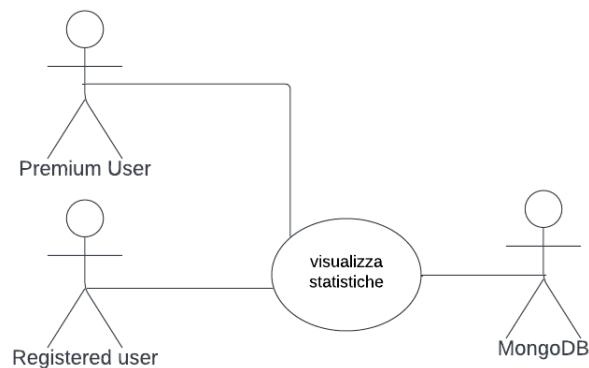 Premium User
visualizza
statistiche
Registered user
MongoDB